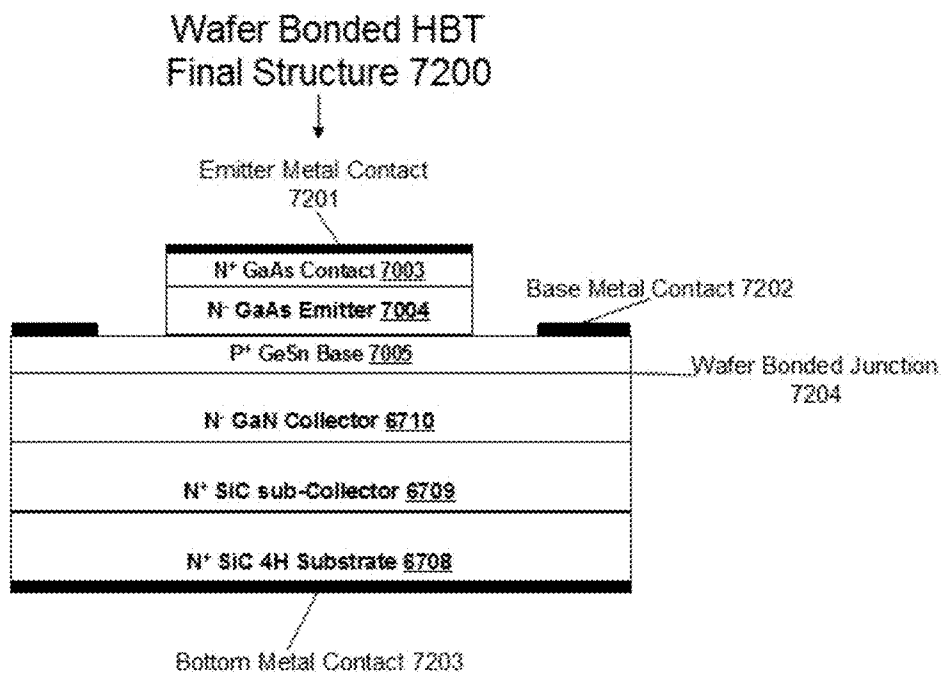 Wafer Bonded HBT
Final Structure 7200
Emitter Metal Contact
7201
N⁺ GaAs Contact 7003
N⁻ GaAs Emitter 7004
Base Metal Contact 7202
P⁺ GeSn Base 7005
Wafer Bonded Junction
7204
N⁻ GaN Collector 6710
N⁺ SiC sub-Collector 6709
N⁺ SiC 4H Substrate 6708
Bottom Metal Contact 7203